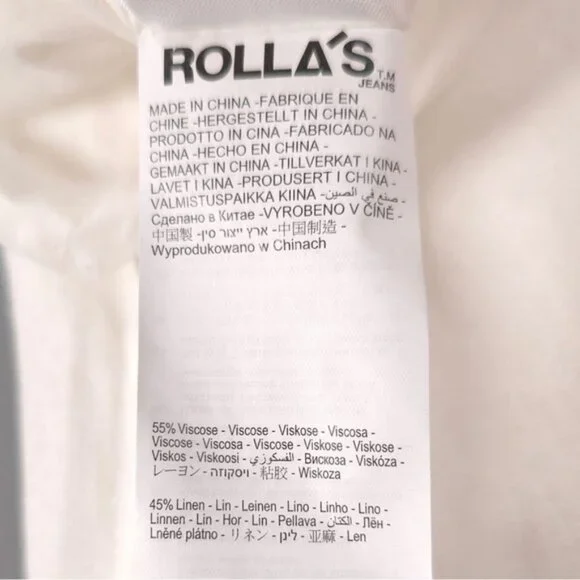 ROLLA'S
T.M
JEANS
MADE IN CHINA -FABRIQUE EN
CHINE -HERGESTELLT IN CHINA -
PRODOTTO IN CINA -FABRICADO NA
CHINA -HECHO EN CHINA -
GEMAAKT IN CHINA -TILLVERKAT I KINA -
LAVET I KINA -PRODUSERT I CHINA -
VALMISTUSPAIKKA KIINA -صنع في الصين
Сделано в Китае -VYROBENO V ČÍNĚ -
中国製 -ארץ ייצור סין -中国制造 -
Wyprodukowano w Chinach
55% Viscose - Viscose - Viskose - Viscosa -
Viscose - Viscosa - Viscose - Viskose - Viskose -
Viskos - Viskoosi - الفسكوزي - Вискоза - Viskóza -
レーヨン - ויסקוזה - 粘胶 - Wiskoza
45% Linen - Lin - Leinen - Lino - Linho - Lino -
Linnen - Lin - Hor - Lin - Pellava - الكتان - Лён -
Lněné plátno - リネン - לינן - 亚麻 - Len